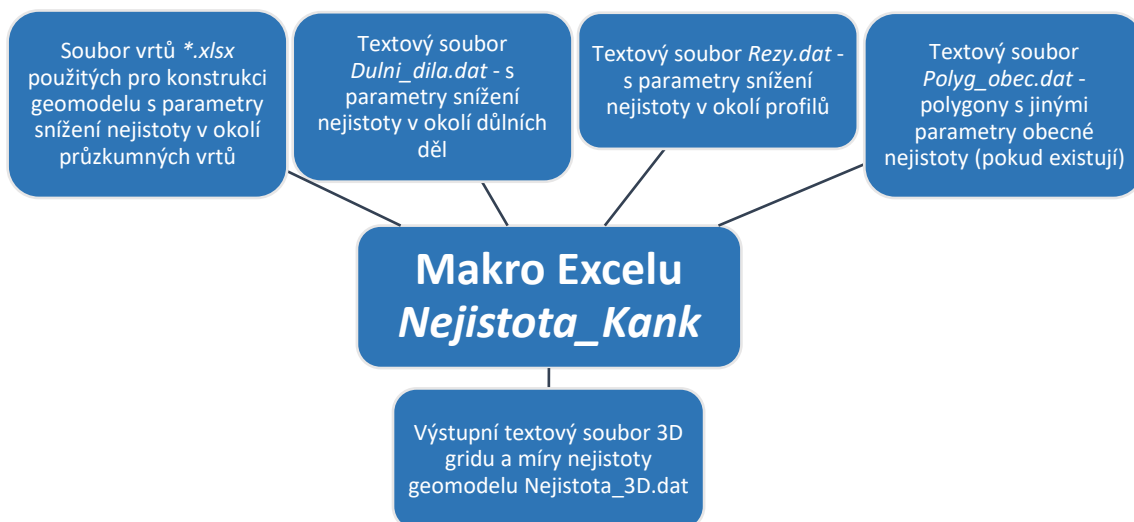 Soubor vrtů *.xlsx
použitých pro konstrukci
geomodelu s parametry
snížení nejistoty v okolí
průzkumných vrtů
Textový soubor
Dulni_dila.dat - s
parametry snížení
nejistoty v okolí důlních
děl
Textový soubor Rezy.dat -
s parametry snížení
nejistoty v okolí profilů
Textový soubor
Polyg_obec.dat -
polygony s jinými
parametry obecné
nejistoty (pokud existují)
Makro Excelu
Nejistota_Kank
Výstupní textový soubor 3D
gridu a míry nejistoty
geomodelu Nejistota_3D.dat